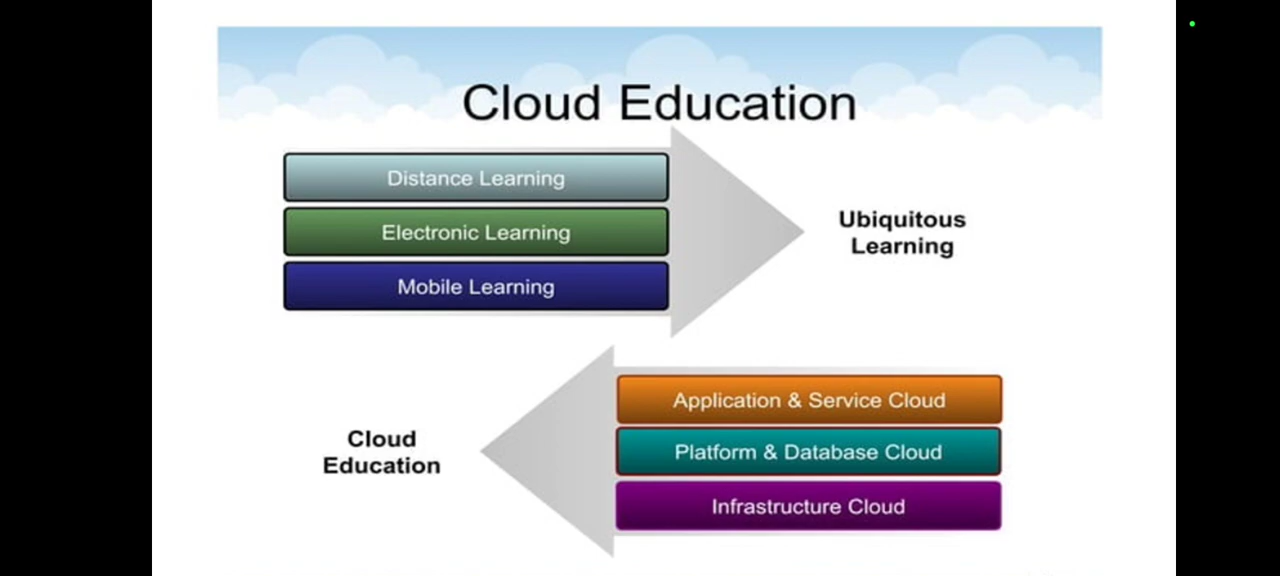 Cloud Education
Distance Learning
Electronic Learning
Mobile Learning
Ubiquitous
Learning
Application & Service Cloud
Platform & Database Cloud
Infrastructure Cloud
Cloud
Education